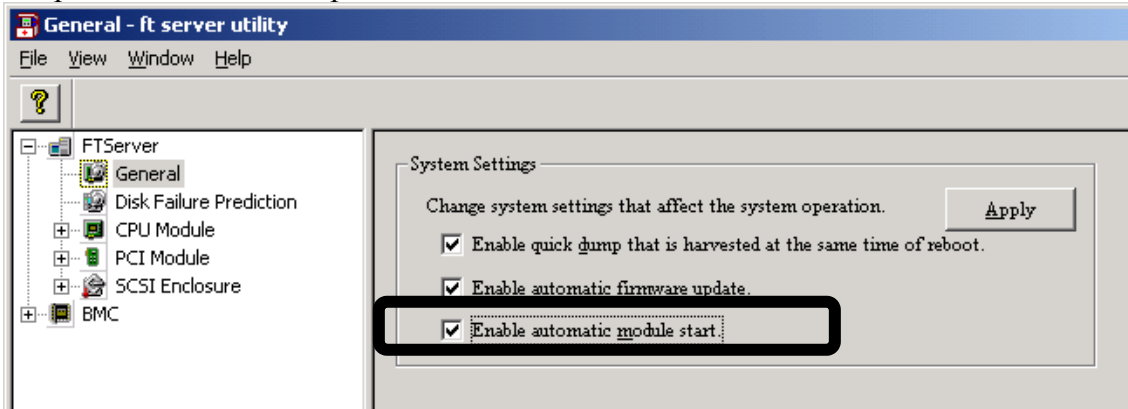 General - ft server utility
File View Window Help
FTServer
General
Disk Failure Prediction
CPU Module
PCI Module
SCSI Enclosure
BMC
System Settings
Change system settings that affect the system operation.
Apply
Enable quick dump that is harvested at the same time of reboot.
Enable automatic firmware update.
Enable automatic module start.